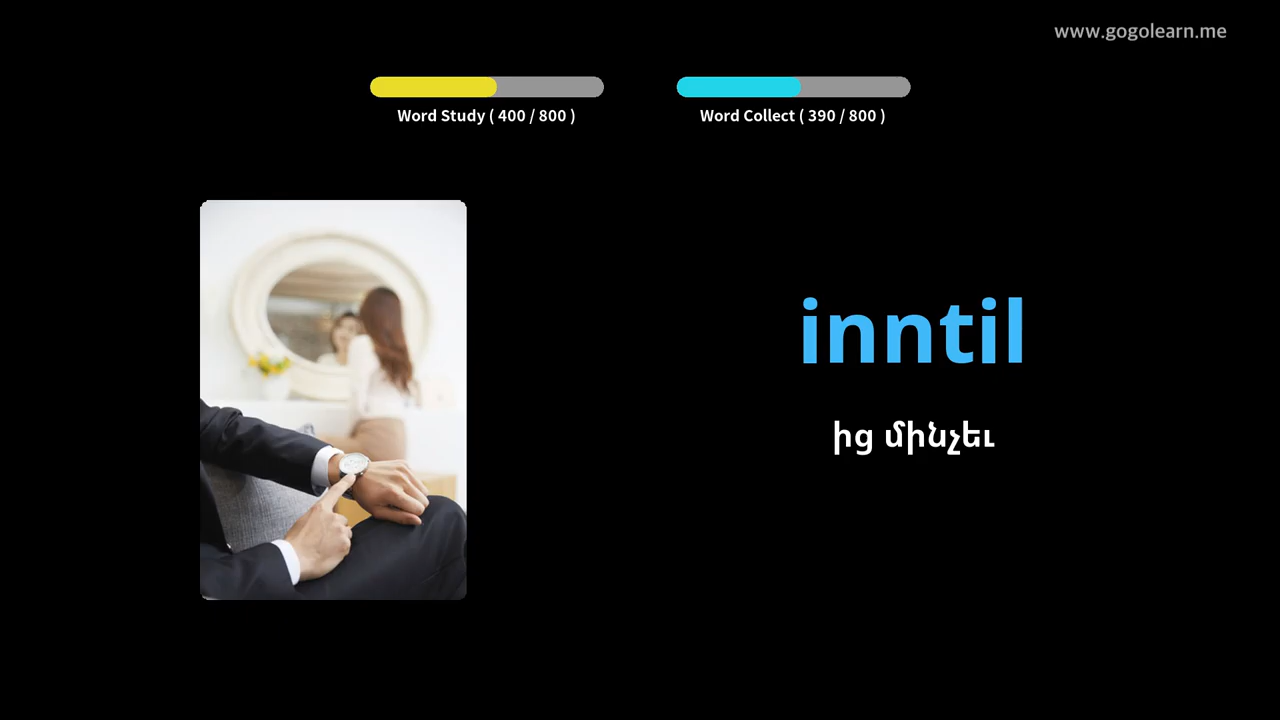 www.gogolearn.me
Word Study ( 400 / 800 )
Word Collect ( 390 / 800 )
inntil
ից մինչեւ